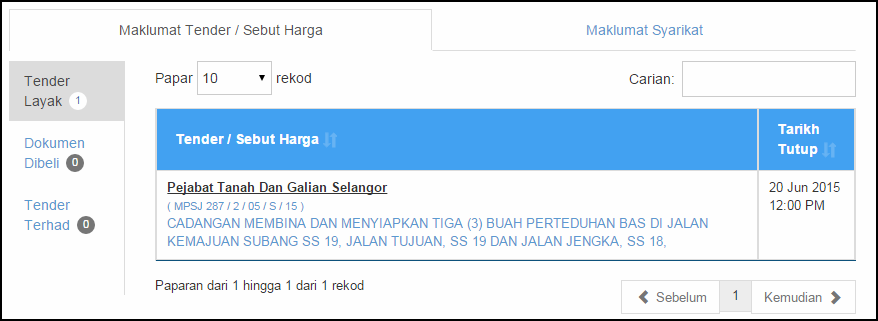 Maklumat Tender / Sebut Harga
Maklumat Syarikat
Tender
Layak 1
Dokumen
Dibeli 0
Tender
Terhad 0
Papar 10 rekod
Carian:
Tender / Sebut Harga
Tarikh
Tutup
Pejabat Tanah Dan Galian Selangor
( MPSJ 287 / 2 / 05 / S / 15 )
CADANGAN MEMBINA DAN MENYIAPKAN TIGA (3) BUAH PERTEDUHAN BAS DI JALAN
KEMAJUAN SUBANG SS 19, JALAN TUJUAN, SS 19 DAN JALAN JENGKA, SS 18,
20 Jun 2015
12:00 PM
Paparan dari 1 hingga 1 dari 1 rekod
Sebelum
1
Kemudian